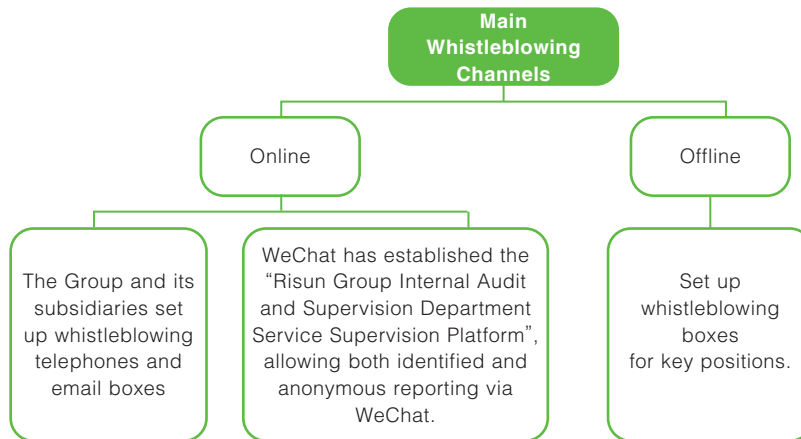 Main
Whistleblowing
Channels
Online
Offline
The Group and its
subsidiaries set
up whistleblowing
telephones and
email boxes
WeChat has established the
“Risun Group Internal Audit
and Supervision Department
Service Supervision Platform”,
allowing both identified and
anonymous reporting via
WeChat.
Set up
whistleblowing
boxes
for key positions.